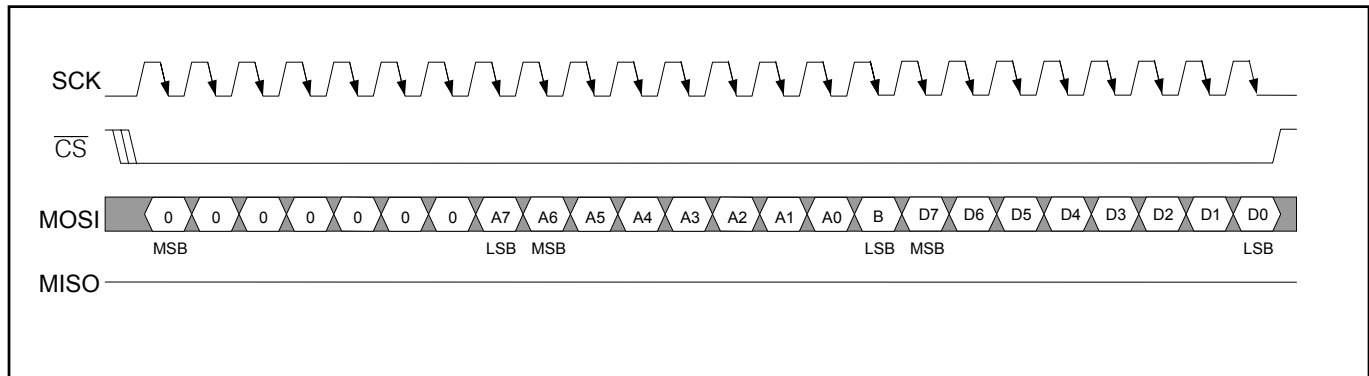 SCK
CS
MOSI 0 0 0 0 0 0 0 A7 A6 A5 A4 A3 A2 A1 A0 B D7 D6 D5 D4 D3 D2 D1 D0
MSB LSB MSB LSB MSB LSB
MISO